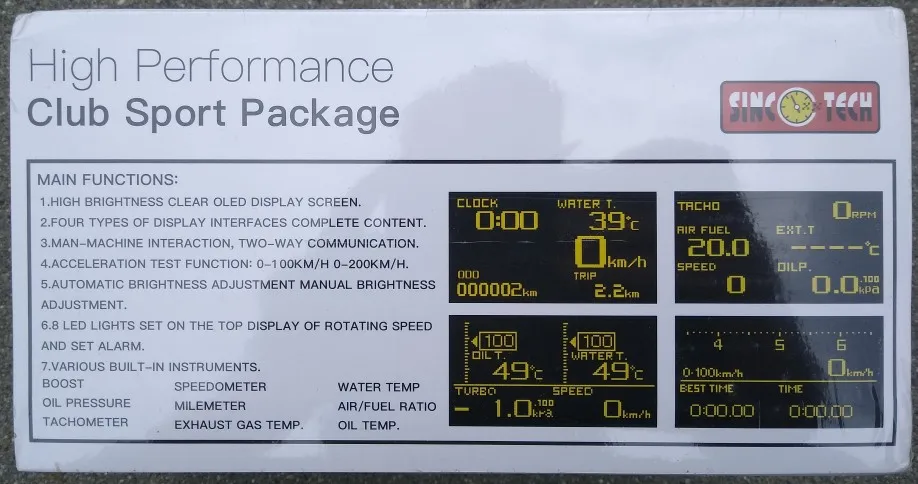 High Performance
Club Sport Package
SINCOTECH
MAIN FUNCTIONS:
1.HIGH BRIGHTNESS CLEAR OLED DISPLAY SCREEN.
2.FOUR TYPES OF DISPLAY INTERFACES COMPLETE CONTENT.
3.MAN-MACHINE INTERACTION, TWO-WAY COMMUNICATION.
4.ACCELERATION TEST FUNCTION: 0-100KM/H 0-200KM/H.
5.AUTOMATIC BRIGHTNESS ADJUSTMENT MANUAL BRIGHTNESS
ADJUSTMENT.
6.8 LED LIGHTS SET ON THE TOP DISPLAY OF ROTATING SPEED
AND SET ALARM.
7.VARIOUS BUILT-IN INSTRUMENTS.
BOOST SPEEDOMETER WATER TEMP
OIL PRESSURE MILEMETER AIR/FUEL RATIO
TACHOMETER EXHAUST GAS TEMP. OIL TEMP.
CLOCK WATER T.
0:00 39°C
0km/h
ODO TRIP
000002km 2.2km
TACHO 0RPM
AIR FUEL EXT.T
20.0 ----°C
SPEED OILP.
0 0.0 .100 kPa
100 100
OIL T. WATER T.
49°C 49°C
TURBO SPEED
- 1.0 .100 kPa 0km/h
4 5 6
0-100km/h 0km/h
BEST TIME TIME
0:00.00 0:00.00